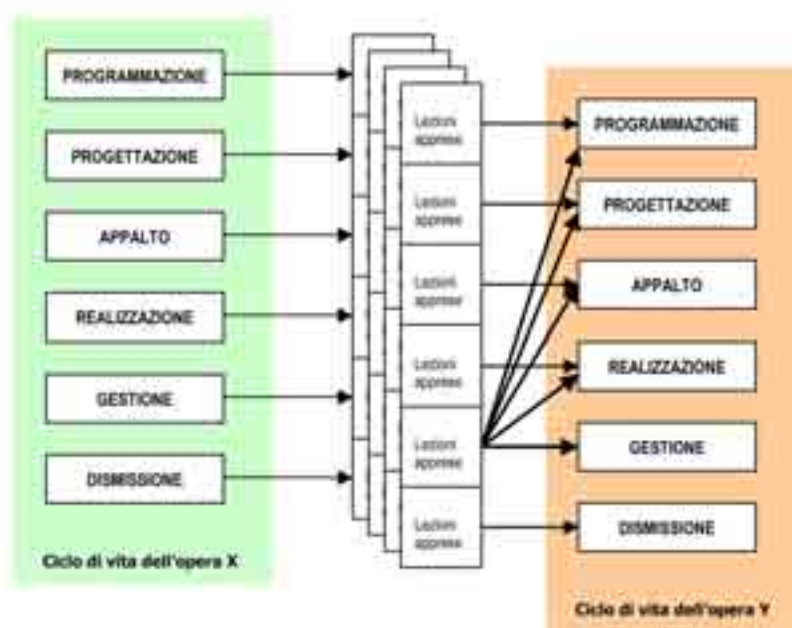 PROGRAMMAZIONE
PROGETTAZIONE
APPALTO
REALIZZAZIONE
GESTIONE
DISMISSIONE
Ciclo di vita dell'opera X
Lezioni
apprese
Lezioni
apprese
Lezioni
apprese
Lezioni
apprese
Lezioni
apprese
Lezioni
apprese
PROGRAMMAZIONE
PROGETTAZIONE
APPALTO
REALIZZAZIONE
GESTIONE
DISMISSIONE
Ciclo di vita dell'opera Y